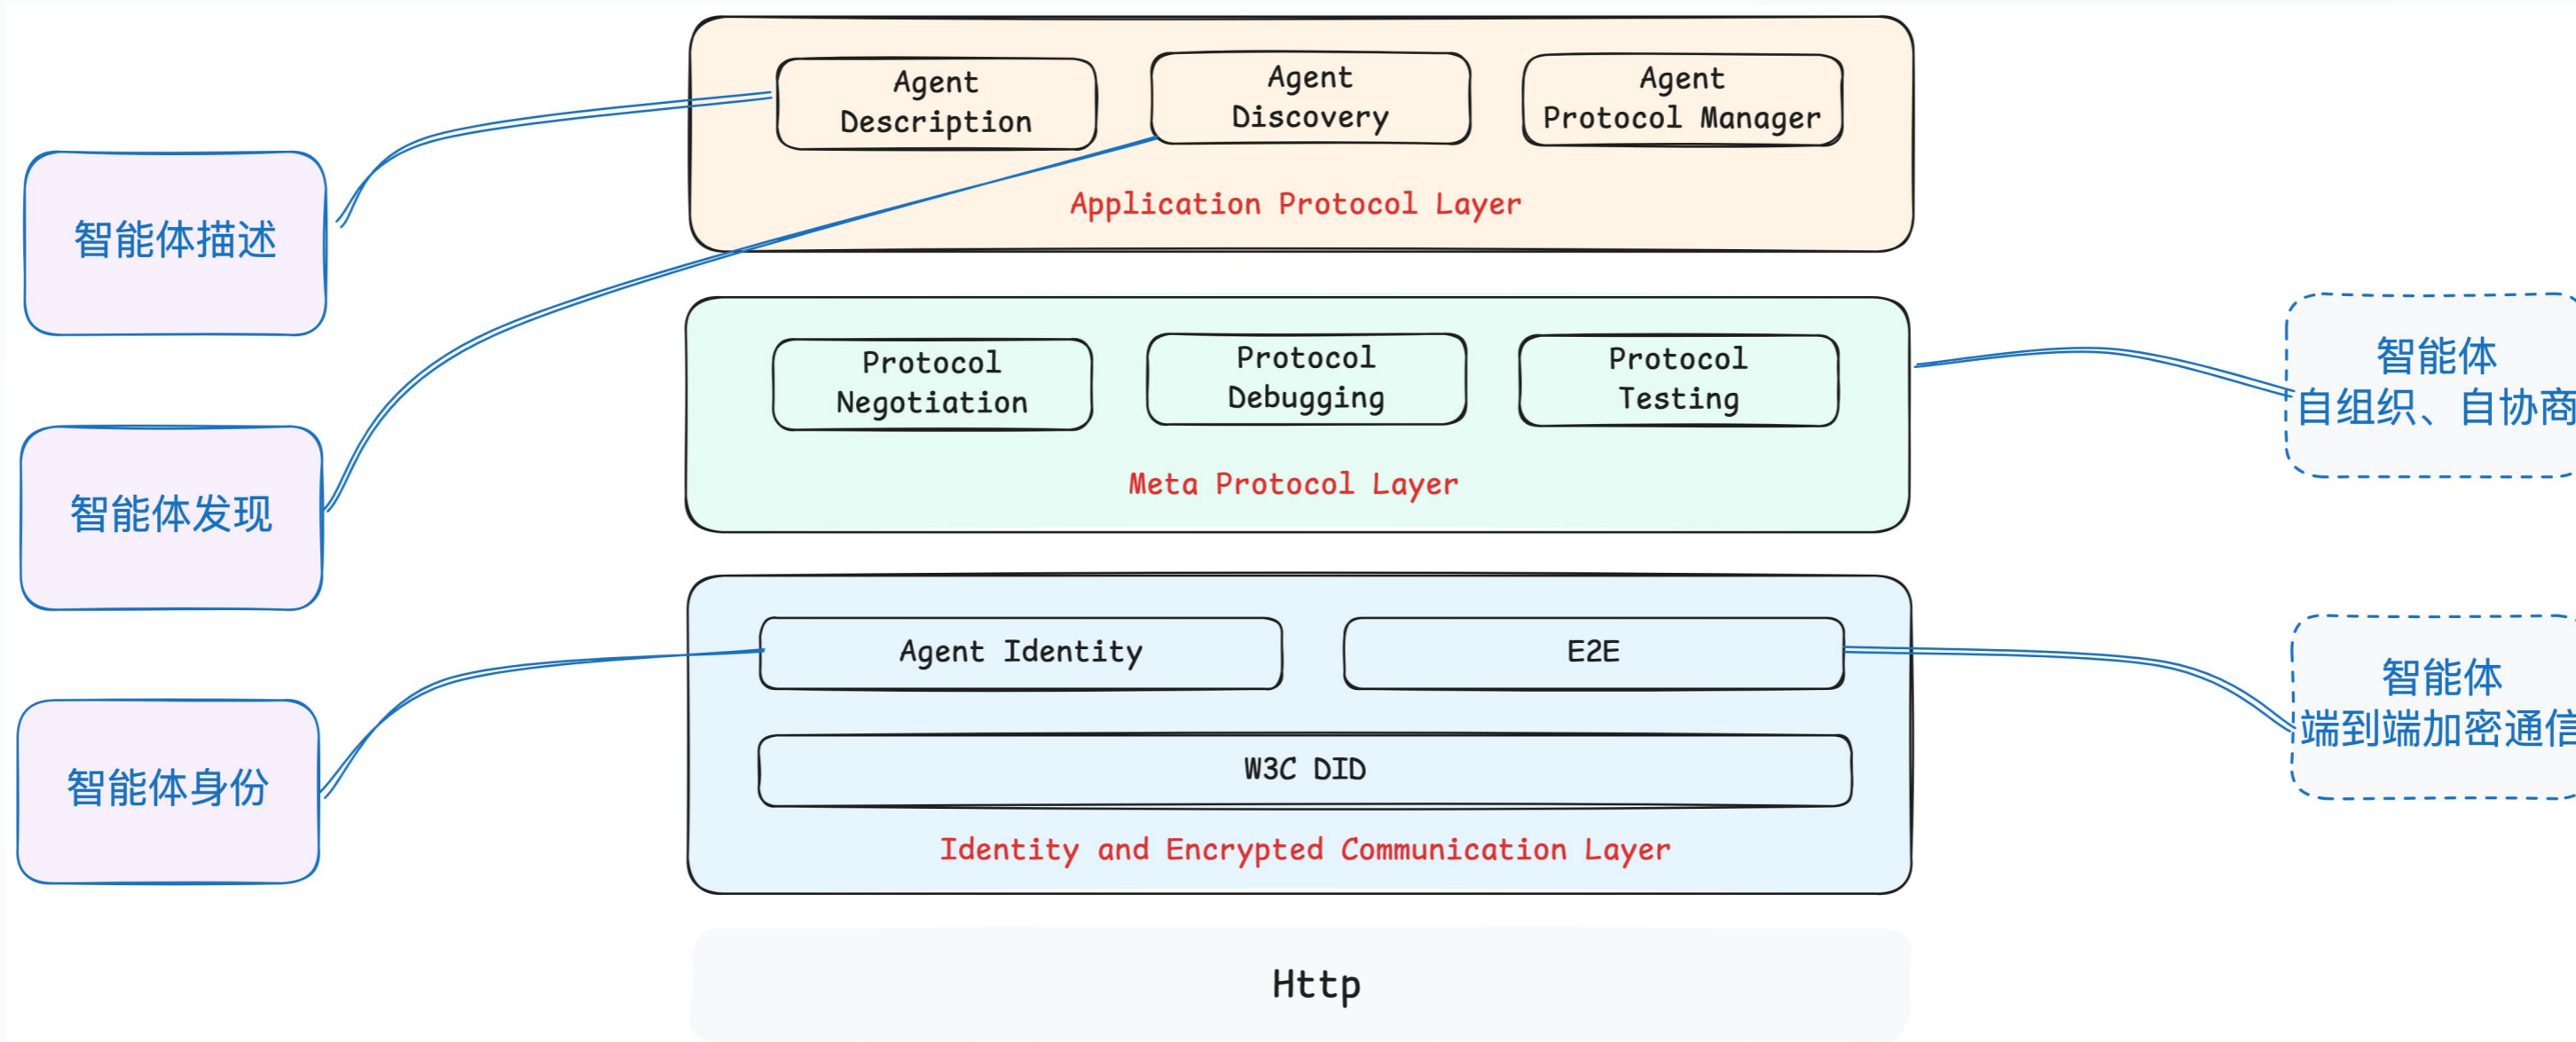 Agent
Description
Agent
Discovery
Agent
Protocol Manager
Application Protocol Layer
智能体描述
Protocol
Negotiation
Protocol
Debugging
Protocol
Testing
Meta Protocol Layer
智能体
自组织、自协商
智能体发现
Agent Identity
E2E
W3C DID
Identity and Encrypted Communication Layer
智能体
端到端加密通信
智能体身份
Http